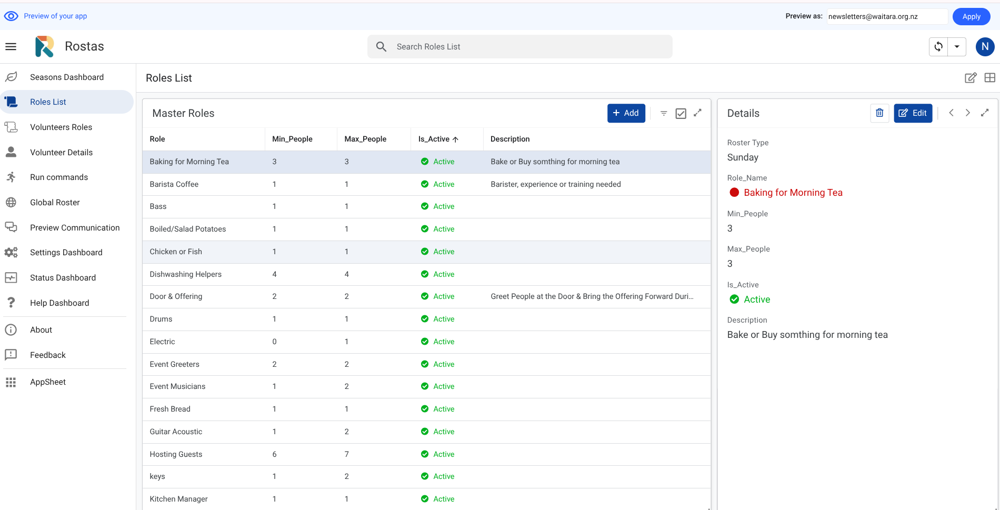 Preview of your app
Preview as: newsletters@waitara.org.nz Apply
Rostas
Search Roles List
N
Seasons Dashboard
Roles List
Volunteers Roles
Volunteer Details
Run commands
Global Roster
Preview Communication
Settings Dashboard
Status Dashboard
Help Dashboard
About
Feedback
AppSheet
Roles List
Master Roles
Add
Role Min_People Max_People Is_Active Description
Baking for Morning Tea 3 3 Active Bake or Buy somthing for morning tea
Barista Coffee 1 1 Active Barister, experience or training needed
Bass 1 1 Active
Boiled/Salad Potatoes 1 1 Active
Chicken or Fish 1 1 Active
Dishwashing Helpers 4 4 Active
Door & Offering 2 2 Active Greet People at the Door & Bring the Offering Forward Duri...
Drums 1 1 Active
Electric 0 1 Active
Event Greeters 2 2 Active
Event Musicians 1 2 Active
Fresh Bread 1 1 Active
Guitar Acoustic 1 2 Active
Hosting Guests 6 7 Active
keys 1 2 Active
Kitchen Manager 1 1 Active
Details
Edit
Roster Type
Sunday
Role_Name
Baking for Morning Tea
Min_People
3
Max_People
3
Is_Active
Active
Description
Bake or Buy somthing for morning tea